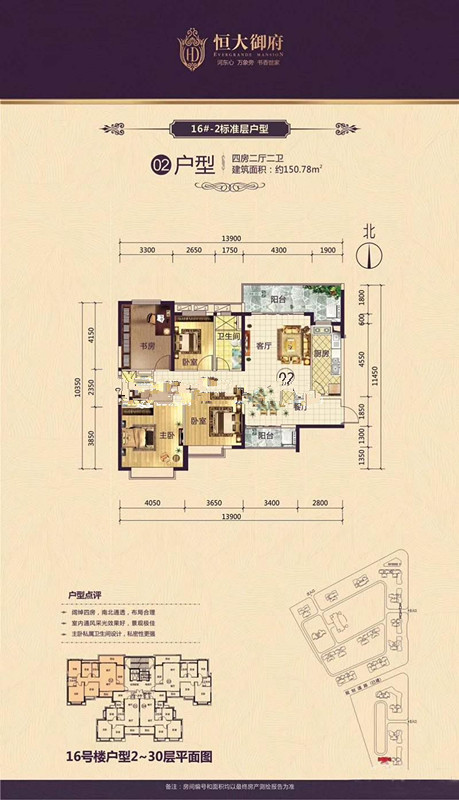 恒大御府
EVERGRANDE MANSION
河东心 万象旁 书香世家
16#-2标准层户型
02户型
四房二厅二卫
建筑面积：约150.78m²
北
13900
3300 2650 1750 4300 1900
1800
600
4550
11450
1850
1300
1350
10350
4150
2350
3850
阳台
书房
卧室
卫生间
客厅
厨房
主卧
卧室
餐厅
阳台
4050 3650 3400 2800
13900
户型点评
阔绰四房，南北通透，布局合理
室内通风采光效果好，景观极佳
主卧私属卫生间设计，私密性更强
16号楼户型2~30层平面图
备注：房间编号和面积均以最终房产测绘报告为准